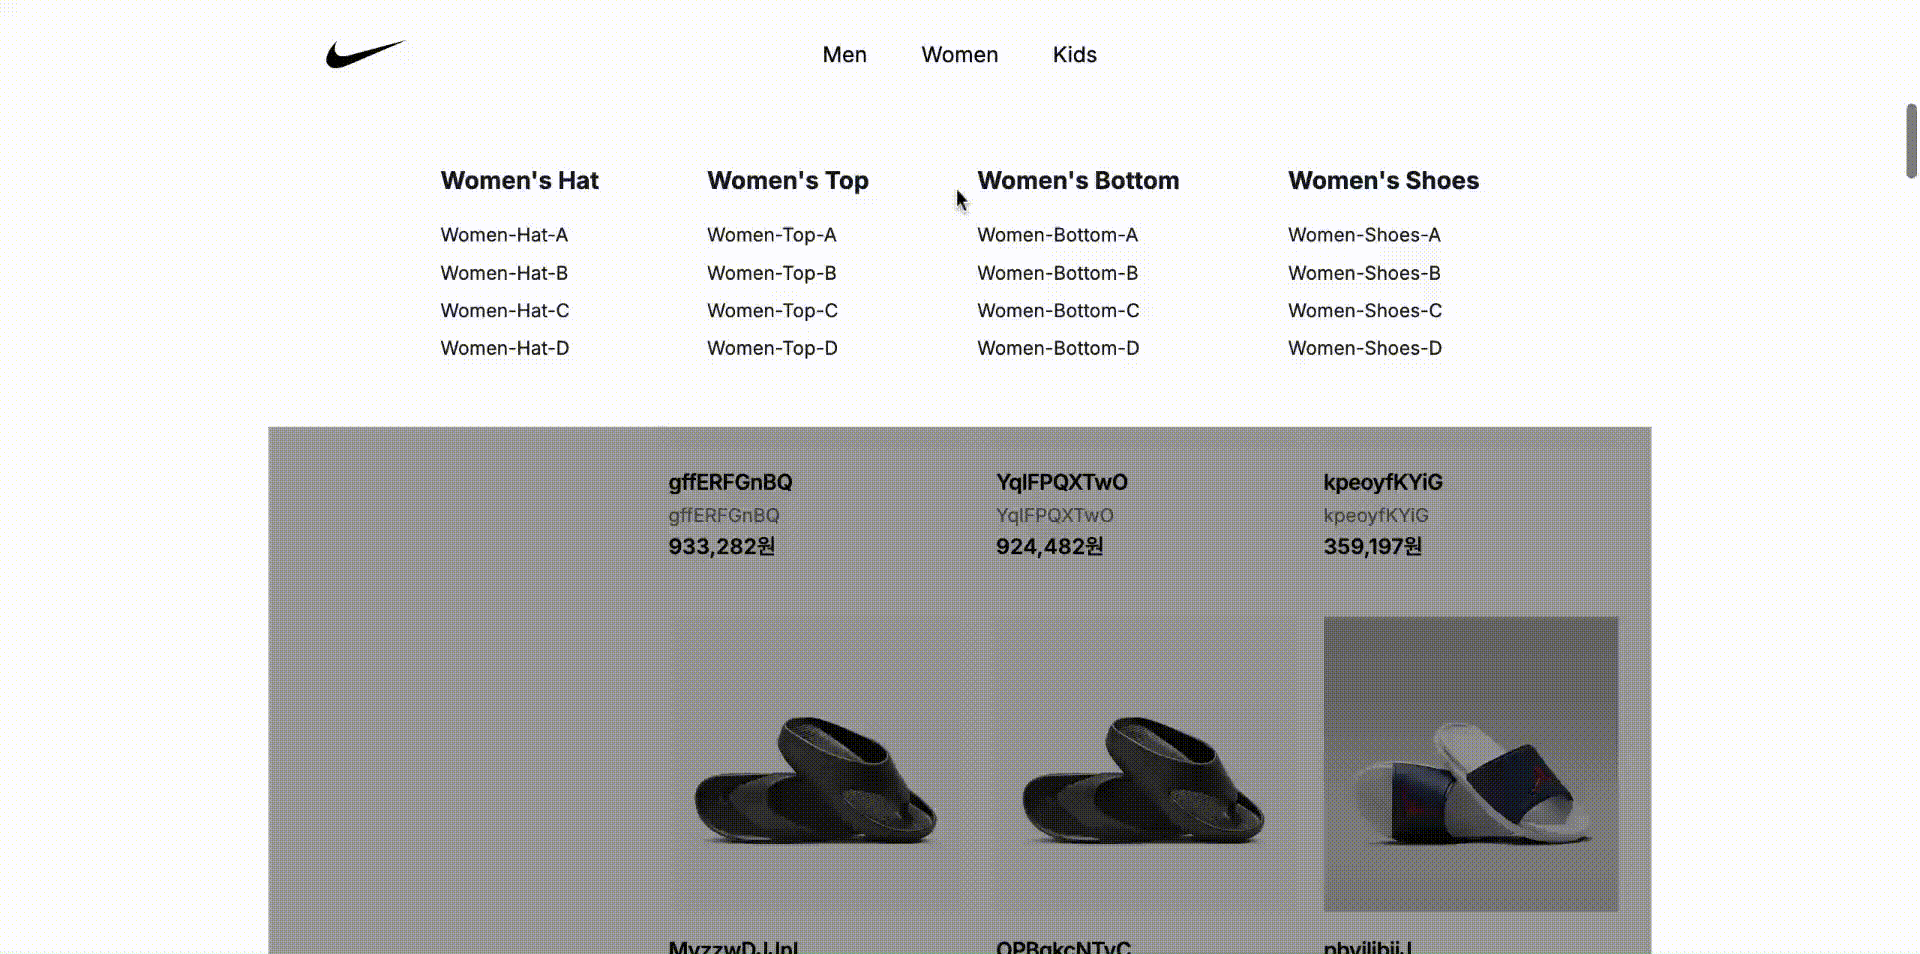 Men Women Kids
Women's Hat Women's Top Women's Bottom Women's Shoes
Women-Hat-A Women-Top-A Women-Bottom-A Women-Shoes-A
Women-Hat-B Women-Top-B Women-Bottom-B Women-Shoes-B
Women-Hat-C Women-Top-C Women-Bottom-C Women-Shoes-C
Women-Hat-D Women-Top-D Women-Bottom-D Women-Shoes-D
gffERFGnBQ YqlFPQXTwO kpeoyfKYiG
gffERFGnBQ YqlFPQXTwO kpeoyfKYiG
933,282원 924,482원 359,197원